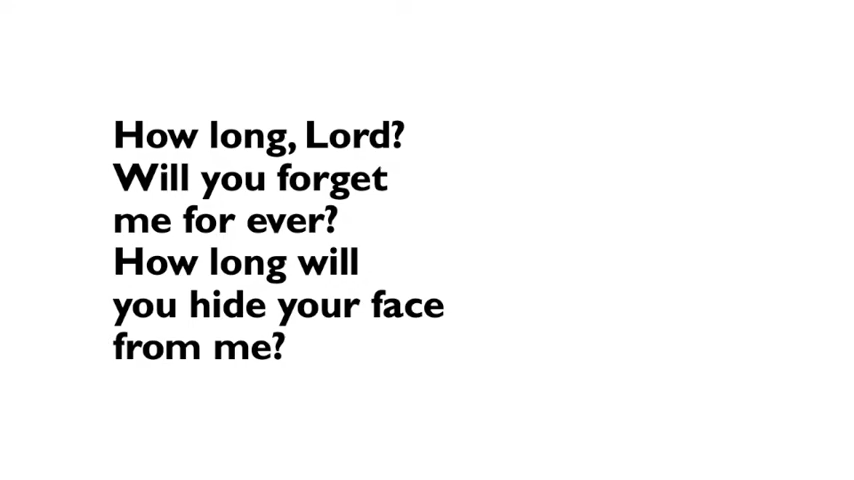 How long, Lord?
Will you forget
me for ever?
How long will
you hide your face
from me?